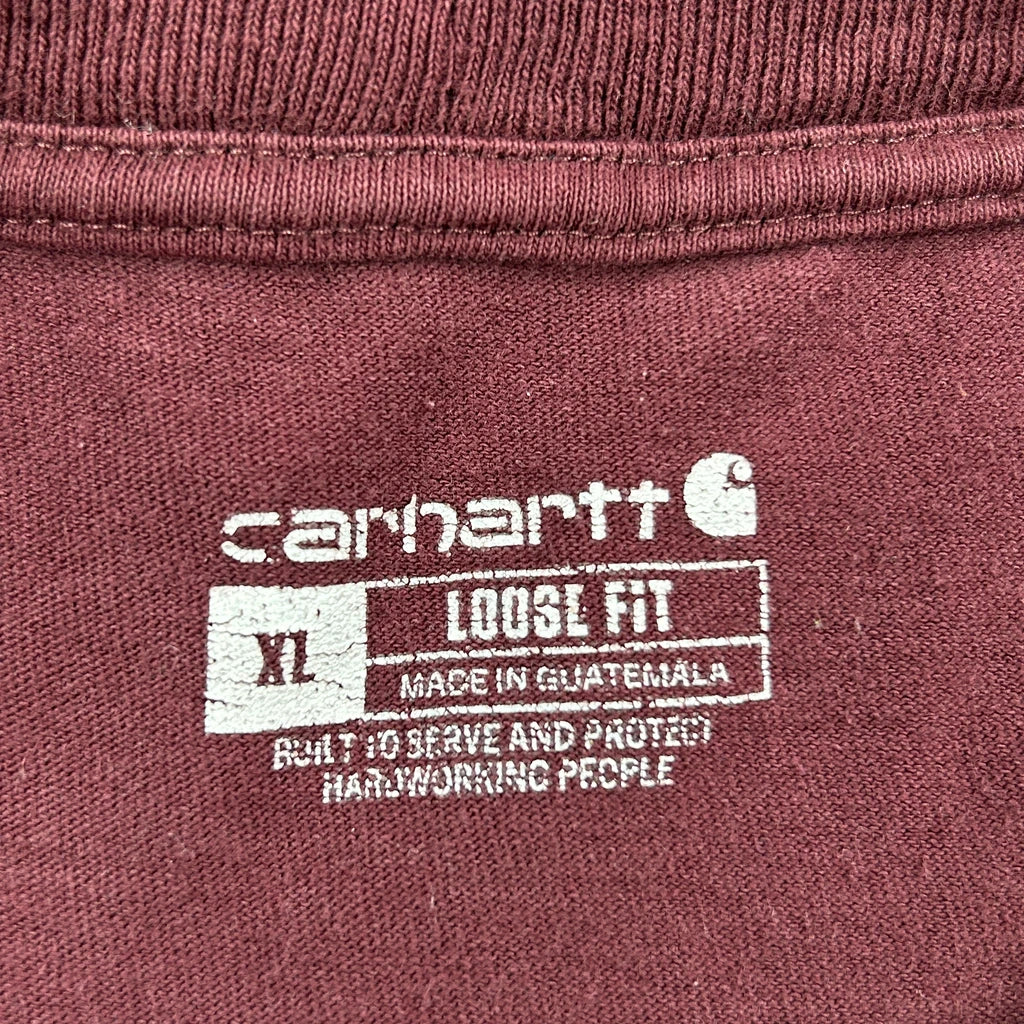 carhartt
XL
LOOSE FIT
MADE IN GUATEMALA
BUILT TO SERVE AND PROTECT
HARDWORKING PEOPLE